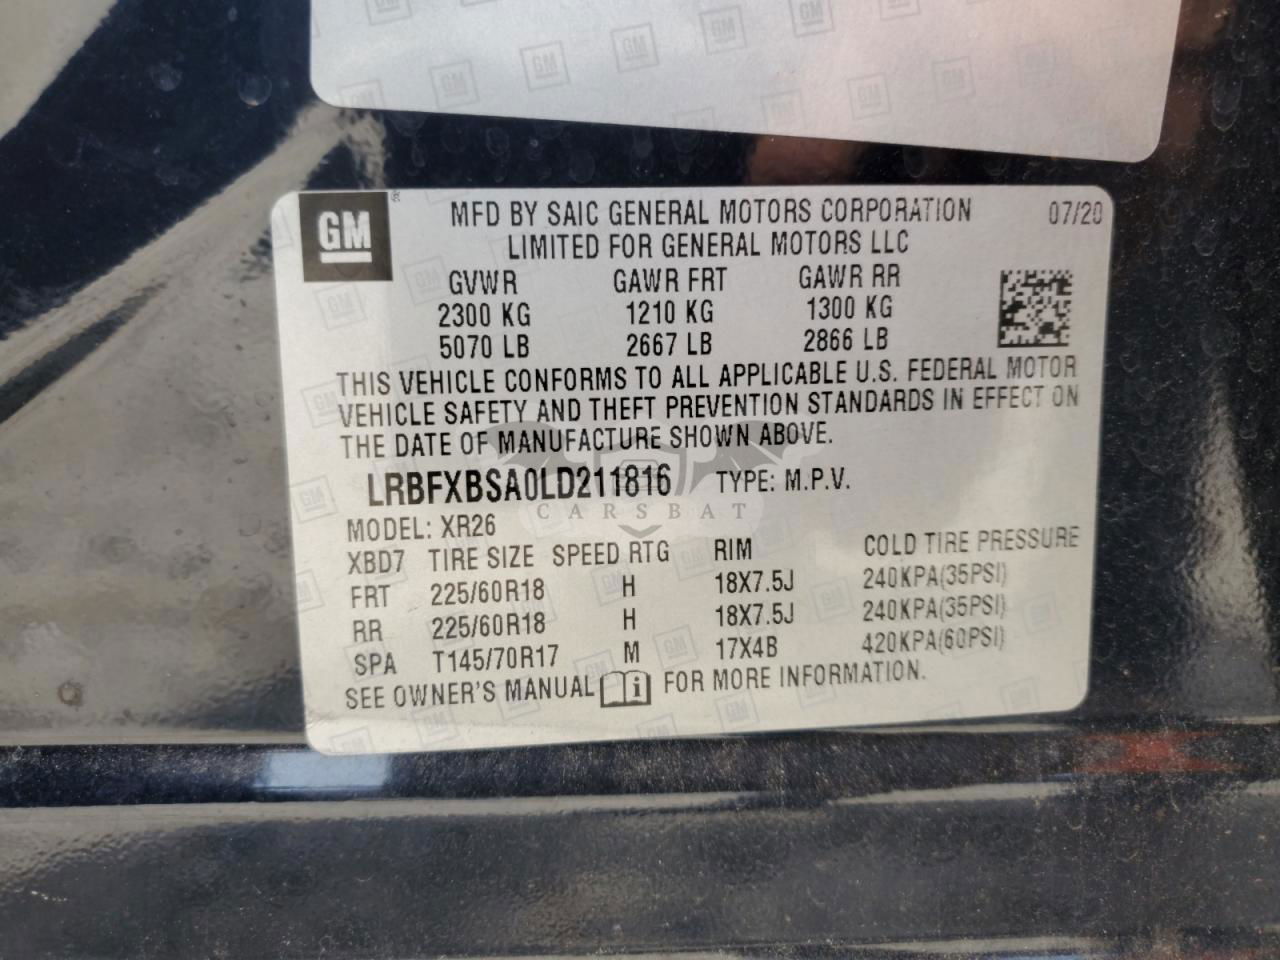 GM
MFD BY SAIC GENERAL MOTORS CORPORATION 07/20
LIMITED FOR GENERAL MOTORS LLC
GVWR GAWR FRT GAWR RR
2300 KG 1210 KG 1300 KG
5070 LB 2667 LB 2866 LB
THIS VEHICLE CONFORMS TO ALL APPLICABLE U.S. FEDERAL MOTOR
VEHICLE SAFETY AND THEFT PREVENTION STANDARDS IN EFFECT ON
THE DATE OF MANUFACTURE SHOWN ABOVE.
LRBFXBSA0LD211816 TYPE: M.P.V.
CARSBAT
MODEL: XR26
XBD7 TIRE SIZE SPEED RTG RIM COLD TIRE PRESSURE
FRT 225/60R18 H 18X7.5J 240KPA(35PSI)
RR 225/60R18 H 18X7.5J 240KPA(35PSI)
SPA T145/70R17 M 17X4B 420KPA(60PSI)
SEE OWNER'S MANUAL FOR MORE INFORMATION.